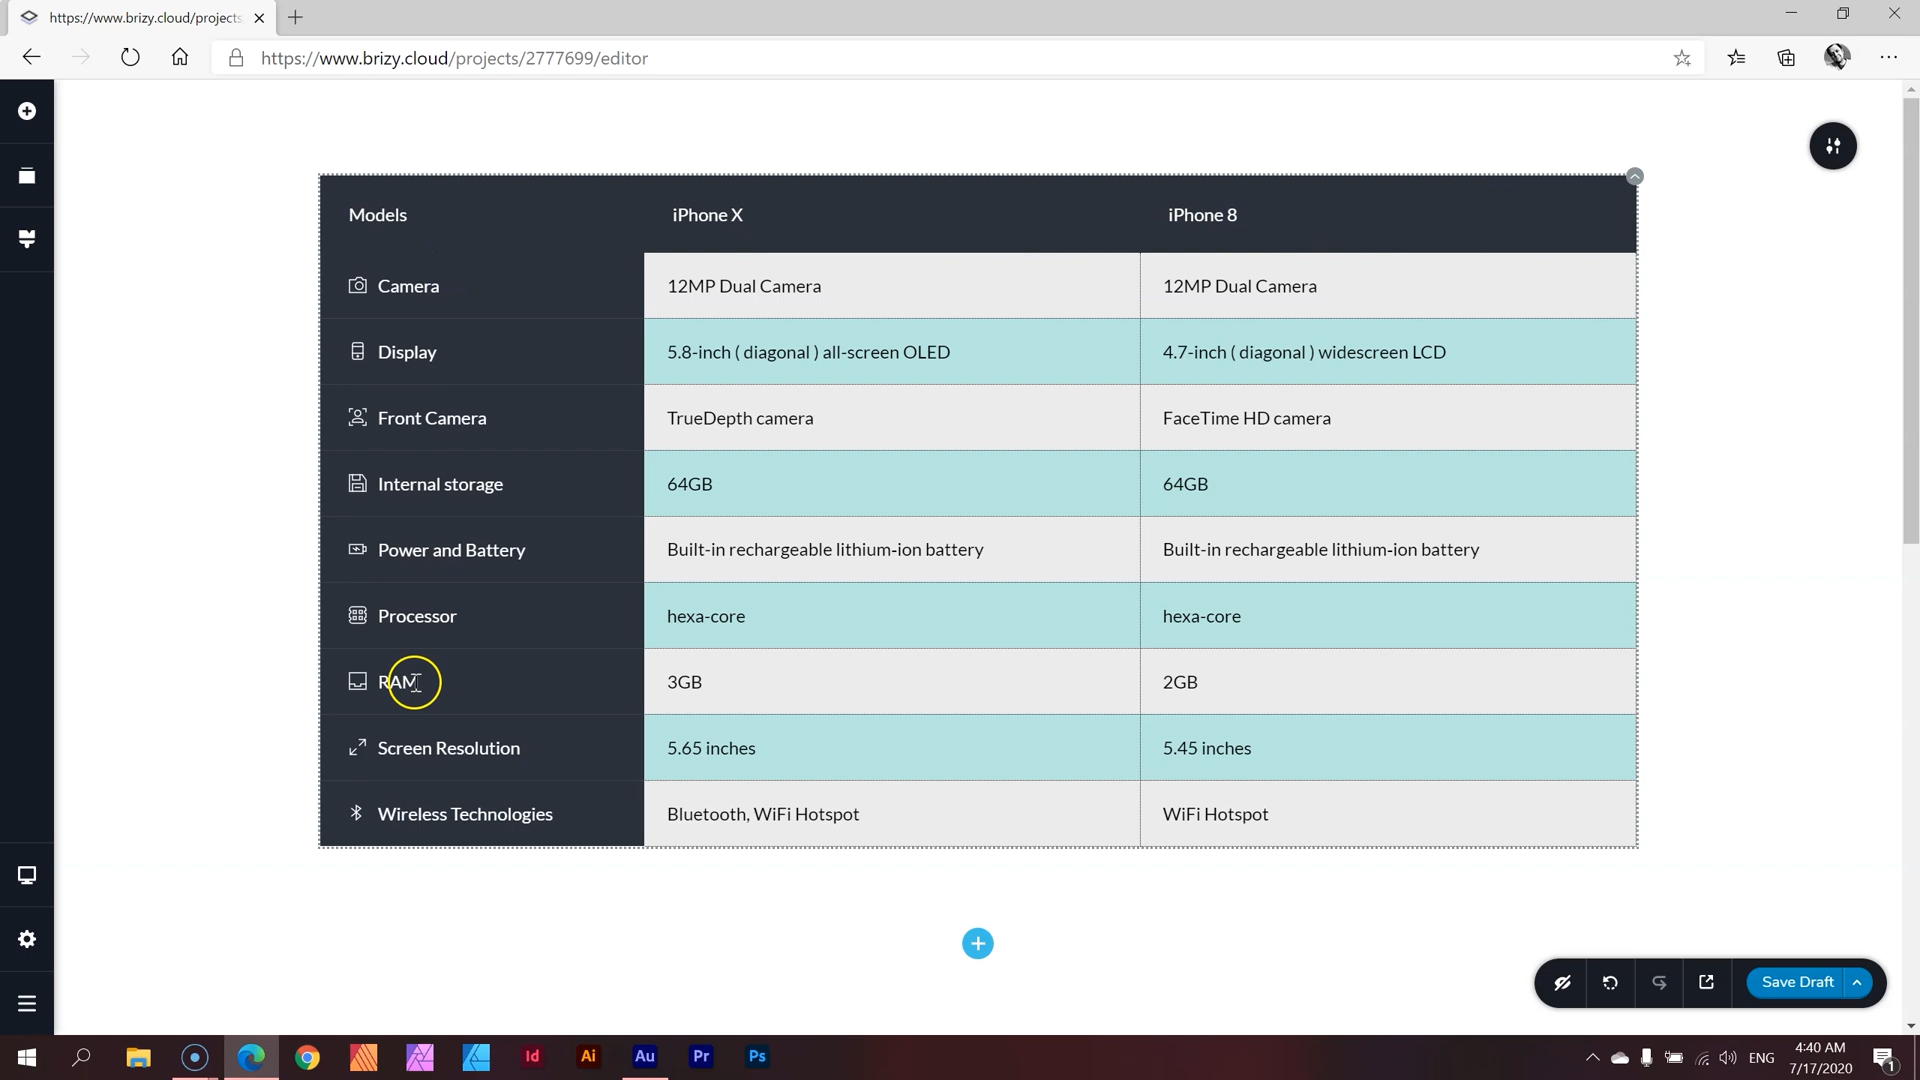 https://www.brizy.cloud/projects
https://www.brizy.cloud/projects/2777699/editor
Models iPhone X iPhone 8
Camera 12MP Dual Camera 12MP Dual Camera
Display 5.8-inch ( diagonal ) all-screen OLED 4.7-inch ( diagonal ) widescreen LCD
Front Camera TrueDepth camera FaceTime HD camera
Internal storage 64GB 64GB
Power and Battery Built-in rechargeable lithium-ion battery Built-in rechargeable lithium-ion battery
Processor hexa-core hexa-core
RAM 3GB 2GB
Screen Resolution 5.65 inches 5.45 inches
Wireless Technologies Bluetooth, WiFi Hotspot WiFi Hotspot
Save Draft
Id Ai Au Pr Ps ENG 4:40 AM
7/17/2020 1